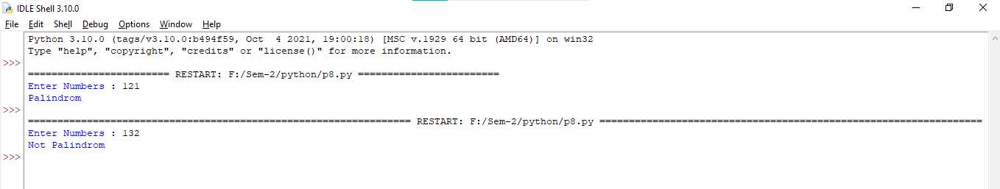 IDLE Shell 3.10.0
File Edit Shell Debug Options Window Help
Python 3.10.0 (tags/v3.10.0:b494f59, Oct  4 2021, 19:00:18) [MSC v.1929 64 bit (AMD64)] on win32
Type "help", "copyright", "credits" or "license()" for more information.
>>>
======================== RESTART: F:/Sem-2/python/p8.py ========================
Enter Numbers : 121
Palindrom
>>>
================================================================= RESTART: F:/Sem-2/python/p8.py =================================================================
Enter Numbers : 132
Not Palindrom
>>>